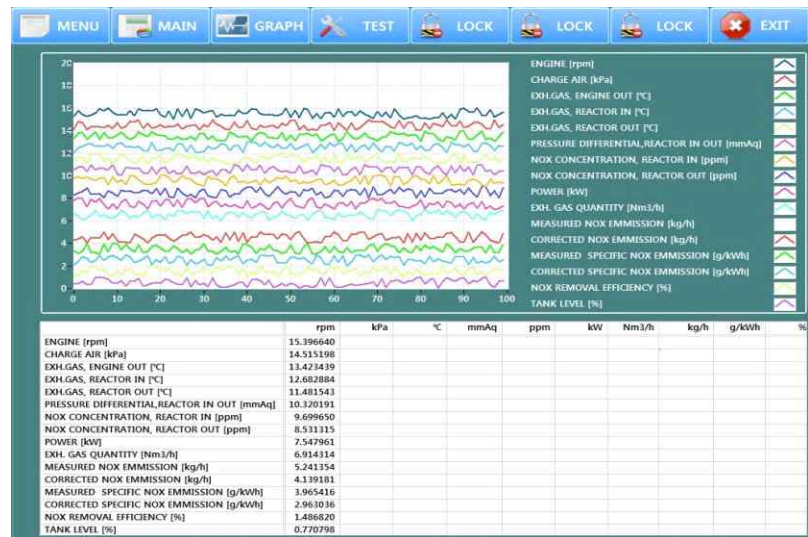 MENU MAIN GRAPH TEST LOCK LOCK LOCK EXIT
20
18
16
14
12
10
8
6
4
2
0
0 10 20 30 40 50 60 70 80 90 100
ENGINE [rpm]
CHARGE AIR [kPa]
EXH.GAS, ENGINE OUT [℃]
EXH.GAS, REACTOR IN [℃]
EXH.GAS, REACTOR OUT [℃]
PRESSURE DIFFERENTIAL,REACTOR IN OUT [mmAq]
NOX CONCENTRATION, REACTOR IN [ppm]
NOX CONCENTRATION, REACTOR OUT [ppm]
POWER [kW]
EXH. GAS QUANTITY [Nm3/h]
MEASURED NOX EMMISSION [kg/h]
CORRECTED NOX EMMISSION [kg/h]
MEASURED SPECIFIC NOX EMMISSION [g/kWh]
CORRECTED SPECIFIC NOX EMMISSION [g/kWh]
NOX REMOVAL EFFICIENCY [%]
TANK LEVEL [%]
rpm kPa ℃ mmAq ppm kW Nm3/h kg/h g/kWh %
ENGINE [rpm] 15.396640
CHARGE AIR [kPa] 14.515198
EXH.GAS, ENGINE OUT [℃] 13.423439
EXH.GAS, REACTOR IN [℃] 12.682884
EXH.GAS, REACTOR OUT [℃] 11.481543
PRESSURE DIFFERENTIAL,REACTOR IN OUT [mmAq] 10.320191
NOX CONCENTRATION, REACTOR IN [ppm] 9.699650
NOX CONCENTRATION, REACTOR OUT [ppm] 8.531315
POWER [kW] 7.547961
EXH. GAS QUANTITY [Nm3/h] 6.914314
MEASURED NOX EMMISSION [kg/h] 5.241354
CORRECTED NOX EMMISSION [kg/h] 4.139181
MEASURED SPECIFIC NOX EMMISSION [g/kWh] 3.965416
CORRECTED SPECIFIC NOX EMMISSION [g/kWh] 2.963036
NOX REMOVAL EFFICIENCY [%] 1.486820
TANK LEVEL [%] 0.770798